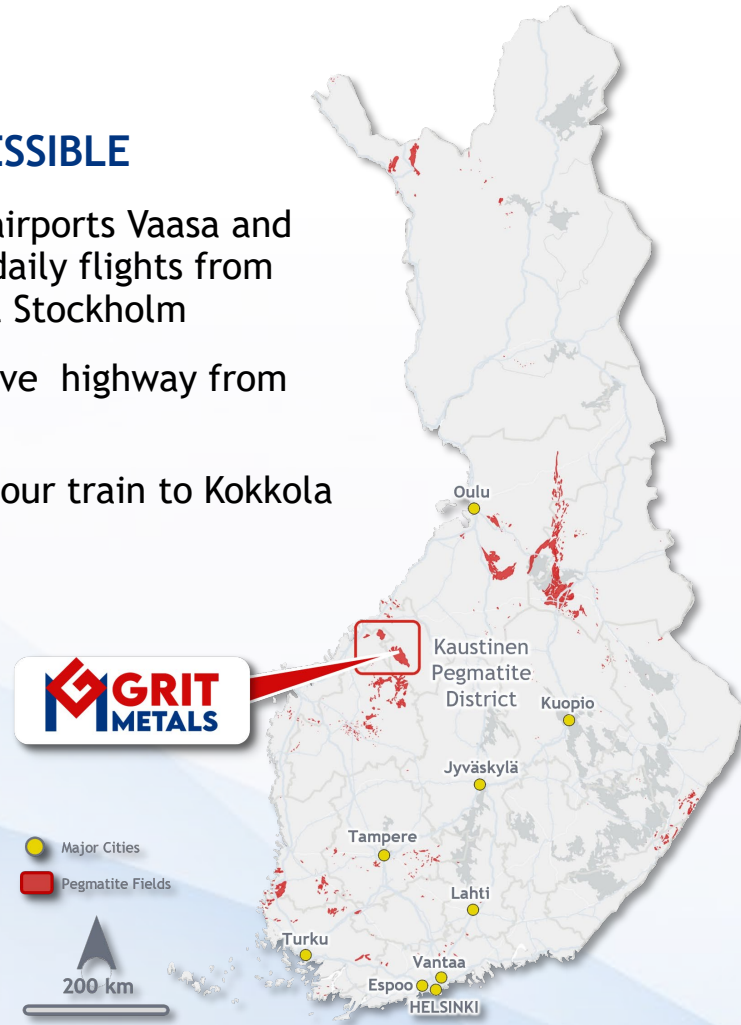 ESSIBLE
airports Vaasa and
daily flights from
Stockholm
ve highway from
our train to Kokkola
Oulu
Kaustinen
Pegmatite
District
GRIT
METALS
Kuopio
Jyväskylä
Tampere
Major Cities
Pegmatite Fields
Lahti
Turku
Vantaa
Espoo
HELSINKI
200 km